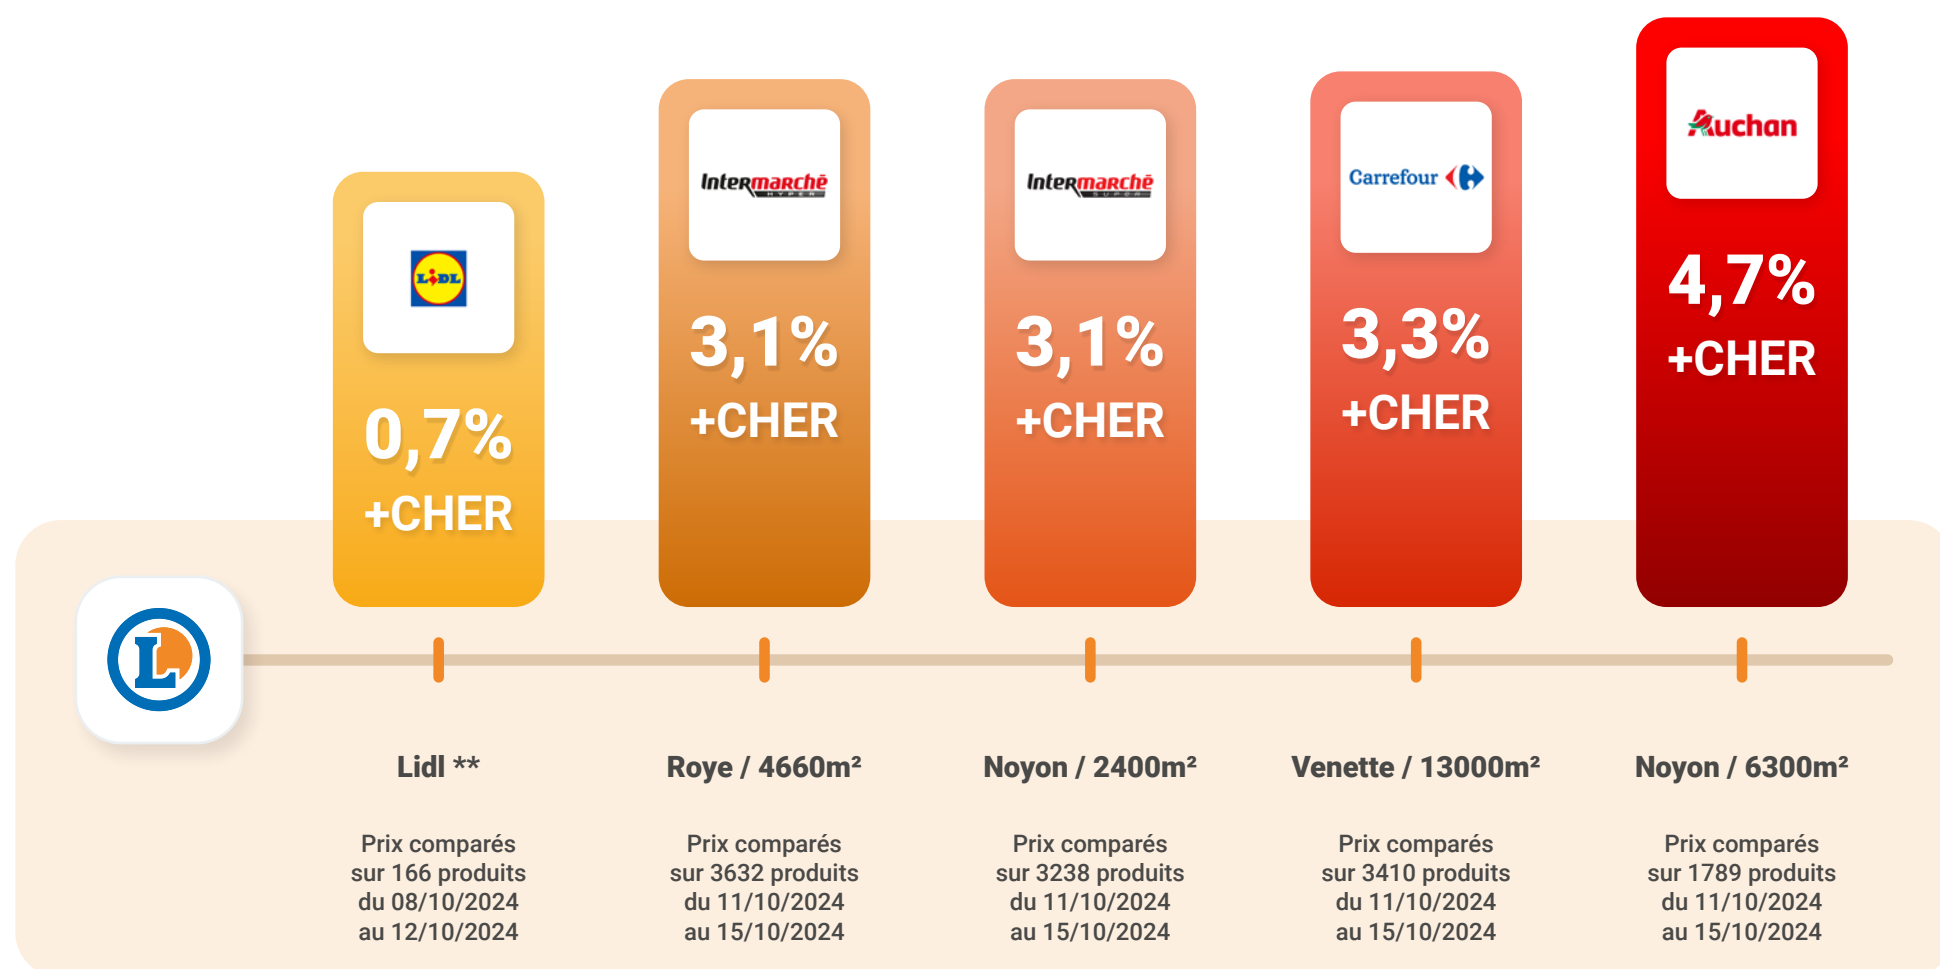 LIDL
0,7%
+CHER
Intermarché
HYPER
3,1%
+CHER
Intermarché
SUPER
3,1%
+CHER
Carrefour
3,3%
+CHER
Auchan
4,7%
+CHER
L
Lidl **
Prix comparés
sur 166 produits
du 08/10/2024
au 12/10/2024
Roye / 4660m²
Prix comparés
sur 3632 produits
du 11/10/2024
au 15/10/2024
Noyon / 2400m²
Prix comparés
sur 3238 produits
du 11/10/2024
au 15/10/2024
Venette / 13000m²
Prix comparés
sur 3410 produits
du 11/10/2024
au 15/10/2024
Noyon / 6300m²
Prix comparés
sur 1789 produits
du 11/10/2024
au 15/10/2024